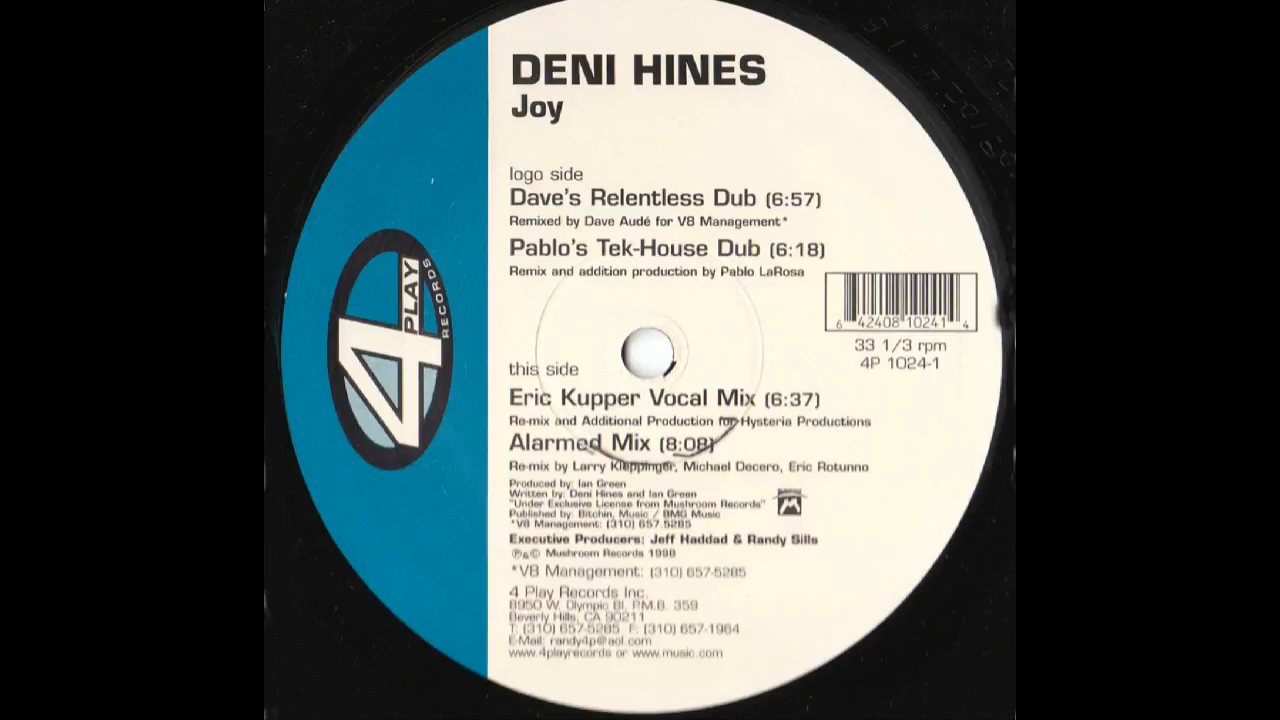 DENI HINES
Joy
logo side
Dave's Relentless Dub (6:57)
Remixed by Dave Audé for V8 Management*
Pablo's Tek-House Dub (6:18)
Remix and addition production by Pablo LaRosa
6 42408 10241 4
33 1/3 rpm
4P 1024-1
4 PLAY
RECORDS
this side
Eric Kupper Vocal Mix (6:37)
Re-mix and Additional Production for Hysteria Productions
Alarmed Mix (8:08)
Re-mix by Larry Kleppinger, Michael Decero, Eric Rotunno
Produced by: Ian Green
Written by: Deni Hines and Ian Green
"Under Exclusive License from Mushroom Records"
Published by: Bitchin, Music / BMG Music
*V8 Management: (310) 657.5285
Executive Producers: Jeff Haddad & Randy Sills
℗&© Mushroom Records 1998
*V8 Management: (310) 657-5285
4 Play Records Inc.
8950 W. Olympic Bl. P.M.B. 359
Beverly Hills, CA 90211
T: (310) 657-5285 F: (310) 657-1964
E-Mail: randy4p@aol.com
www.4playrecords or www.music.com